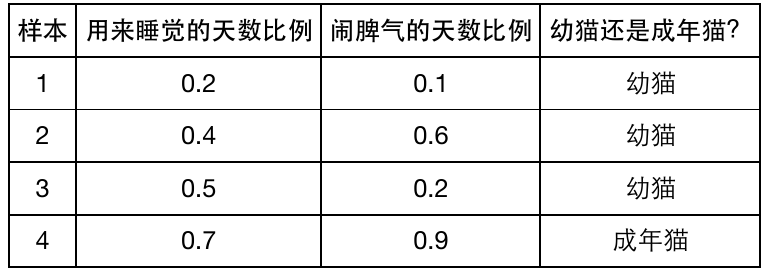 样本 用来睡觉的天数比例 闹脾气的天数比例 幼猫还是成年猫？
1 0.2 0.1 幼猫
2 0.4 0.6 幼猫
3 0.5 0.2 幼猫
4 0.7 0.9 成年猫